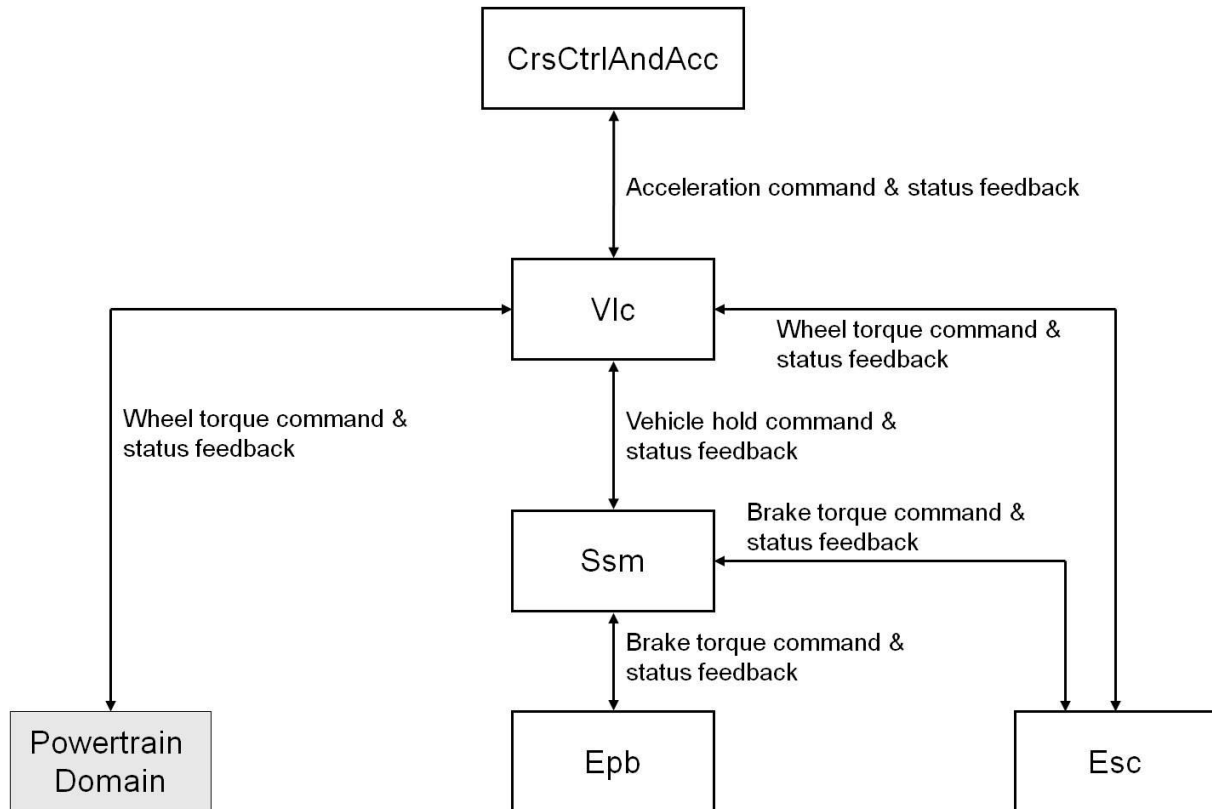 CrsCtrlAndAcc
Acceleration command & status feedback
Vlc
Wheel torque command &
status feedback
Wheel torque command &
status feedback
Vehicle hold command &
status feedback
Brake torque command &
status feedback
Ssm
Brake torque command &
status feedback
Powertrain
Domain
Epb
Esc